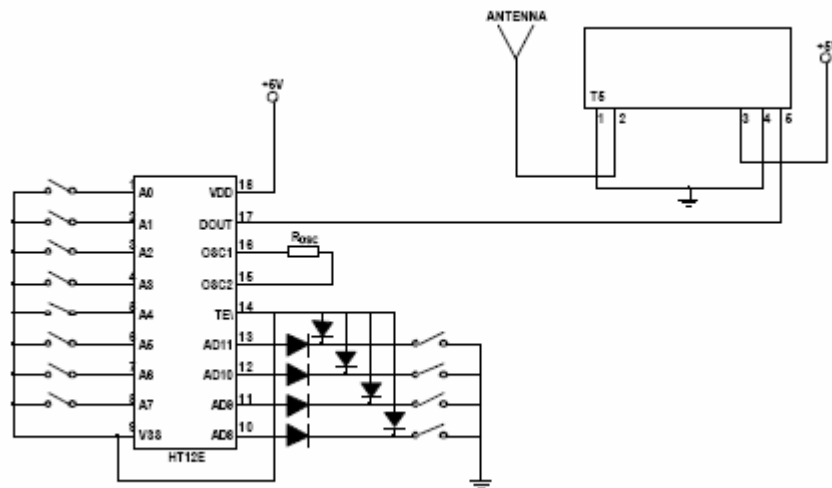 ANTENNA
+5V
T5
1 2 3 4 5
+5V
1 A0 VDD 18
2 A1 DOUT 17
3 A2 OSC1 16
ROSC
4 A3 OSC2 15
5 A4 TE\ 14
6 A5 AD11 13
7 A6 AD10 12
8 A7 AD9 11
9 VSS AD8 10
HT12E